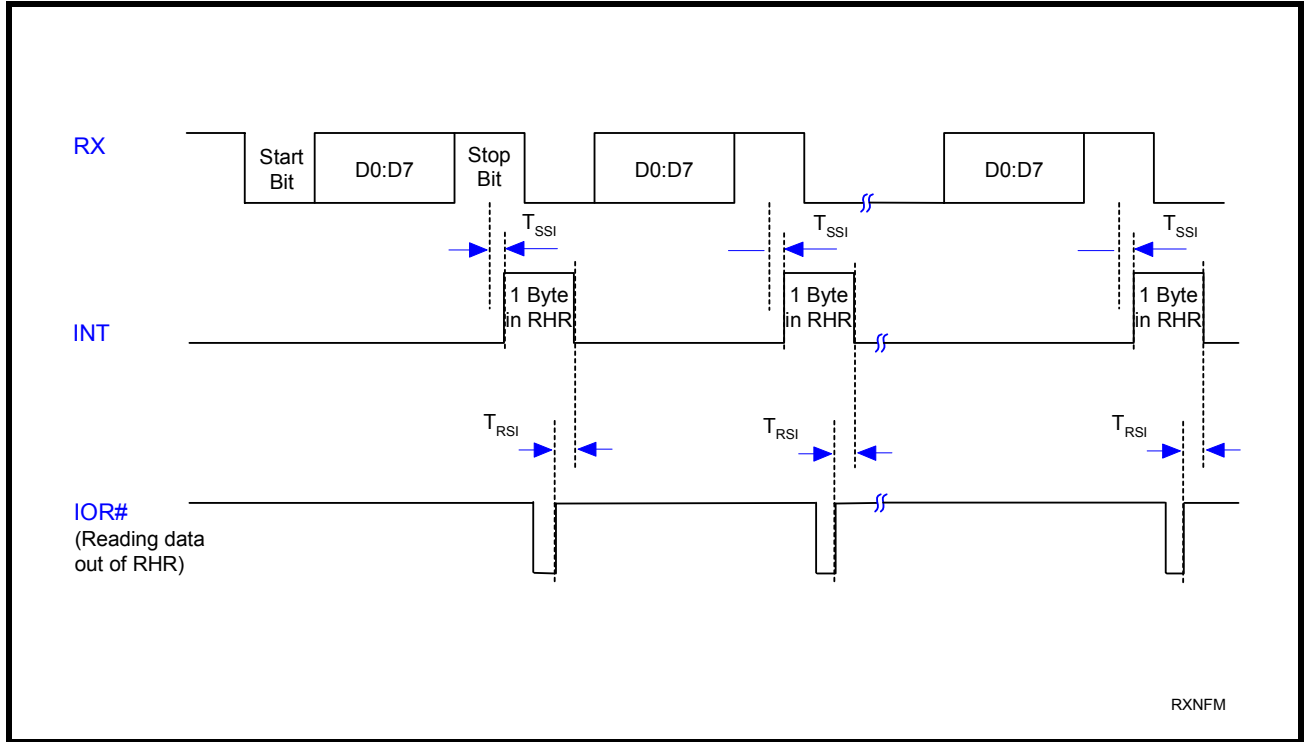 RX
Start
Bit
D0:D7
Stop
Bit
D0:D7
D0:D7
TSSI
TSSI
TSSI
INT
1 Byte
in RHR
1 Byte
in RHR
1 Byte
in RHR
TRSI
TRSI
TRSI
IOR#
(Reading data
out of RHR)
RXNFM